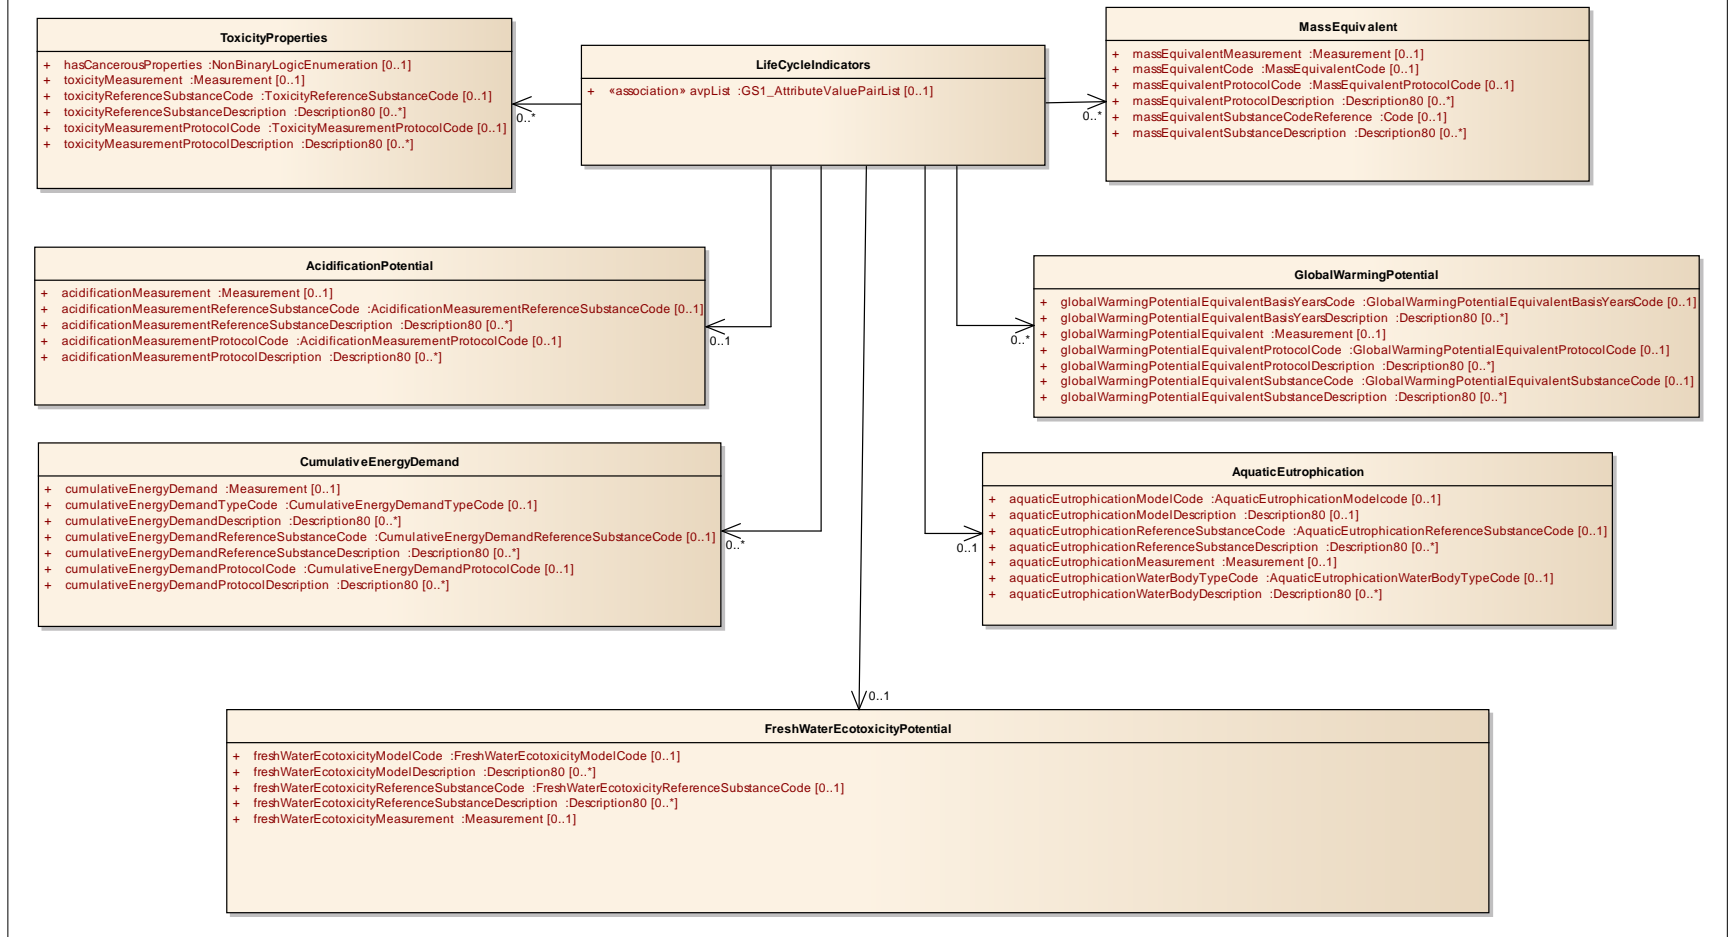 ToxicityProperties
+ hasCancerousProperties :NonBinaryLogicEnumeration [0..1]
+ toxicityMeasurement :Measurement [0..1]
+ toxicityReferenceSubstanceCode :ToxicityReferenceSubstanceCode [0..1]
+ toxicityReferenceSubstanceDescription :Description80 [0..*]
+ toxicityMeasurementProtocolCode :ToxicityMeasurementProtocolCode [0..1]
+ toxicityMeasurementProtocolDescription :Description80 [0..*]
0..*
LifeCycleIndicators
+ «association» avpList :GS1_AttributeValuePairList [0..1]
MassEquivalent
+ massEquivalentMeasurement :Measurement [0..1]
+ massEquivalentCode :MassEquivalentCode [0..1]
+ massEquivalentProtocolCode :MassEquivalentProtocolCode [0..1]
+ massEquivalentProtocolDescription :Description80 [0..*]
+ massEquivalentSubstanceCodeReference :Code [0..1]
+ massEquivalentSubstanceDescription :Description80 [0..*]
0..*
AcidificationPotential
+ acidificationMeasurement :Measurement [0..1]
+ acidificationMeasurementReferenceSubstanceCode :AcidificationMeasurementReferenceSubstanceCode [0..1]
+ acidificationMeasurementReferenceSubstanceDescription :Description80 [0..*]
+ acidificationMeasurementProtocolCode :AcidificationMeasurementProtocolCode [0..1]
+ acidificationMeasurementProtocolDescription :Description80 [0..*]
0..1
GlobalWarmingPotential
+ globalWarmingPotentialEquivalentBasisYearsCode :GlobalWarmingPotentialEquivalentBasisYearsCode [0..1]
+ globalWarmingPotentialEquivalentBasisYearsDescription :Description80 [0..*]
+ globalWarmingPotentialEquivalent :Measurement [0..1]
+ globalWarmingPotentialEquivalentProtocolCode :GlobalWarmingPotentialEquivalentProtocolCode [0..1]
+ globalWarmingPotentialEquivalentProtocolDescription :Description80 [0..*]
+ globalWarmingPotentialEquivalentSubstanceCode :GlobalWarmingPotentialEquivalentSubstanceCode [0..1]
+ globalWarmingPotentialEquivalentSubstanceDescription :Description80 [0..*]
0..*
CumulativeEnergyDemand
+ cumulativeEnergyDemand :Measurement [0..1]
+ cumulativeEnergyDemandTypeCode :CumulativeEnergyDemandTypeCode [0..1]
+ cumulativeEnergyDemandDescription :Description80 [0..*]
+ cumulativeEnergyDemandReferenceSubstanceCode :CumulativeEnergyDemandReferenceSubstanceCode [0..1]
+ cumulativeEnergyDemandReferenceSubstanceDescription :Description80 [0..*]
+ cumulativeEnergyDemandProtocolCode :CumulativeEnergyDemandProtocolCode [0..1]
+ cumulativeEnergyDemandProtocolDescription :Description80 [0..*]
0..*
AquaticEutrophication
+ aquaticEutrophicationModelCode :AquaticEutrophicationModelcode [0..1]
+ aquaticEutrophicationModelDescription :Description80 [0..1]
+ aquaticEutrophicationReferenceSubstanceCode :AquaticEutrophicationReferenceSubstanceCode [0..1]
+ aquaticEutrophicationReferenceSubstanceDescription :Description80 [0..*]
+ aquaticEutrophicationMeasurement :Measurement [0..1]
+ aquaticEutrophicationWaterBodyTypeCode :AquaticEutrophicationWaterBodyTypeCode [0..1]
+ aquaticEutrophicationWaterBodyDescription :Description80 [0..*]
0..1
0..1
FreshWaterEcotoxicityPotential
+ freshWaterEcotoxicityModelCode :FreshWaterEcotoxicityModelCode [0..1]
+ freshWaterEcotoxicityModelDescription :Description80 [0..*]
+ freshWaterEcotoxicityReferenceSubstanceCode :FreshWaterEcotoxicityReferenceSubstanceCode [0..1]
+ freshWaterEcotoxicityReferenceSubstanceDescription :Description80 [0..*]
+ freshWaterEcotoxicityMeasurement :Measurement [0..1]